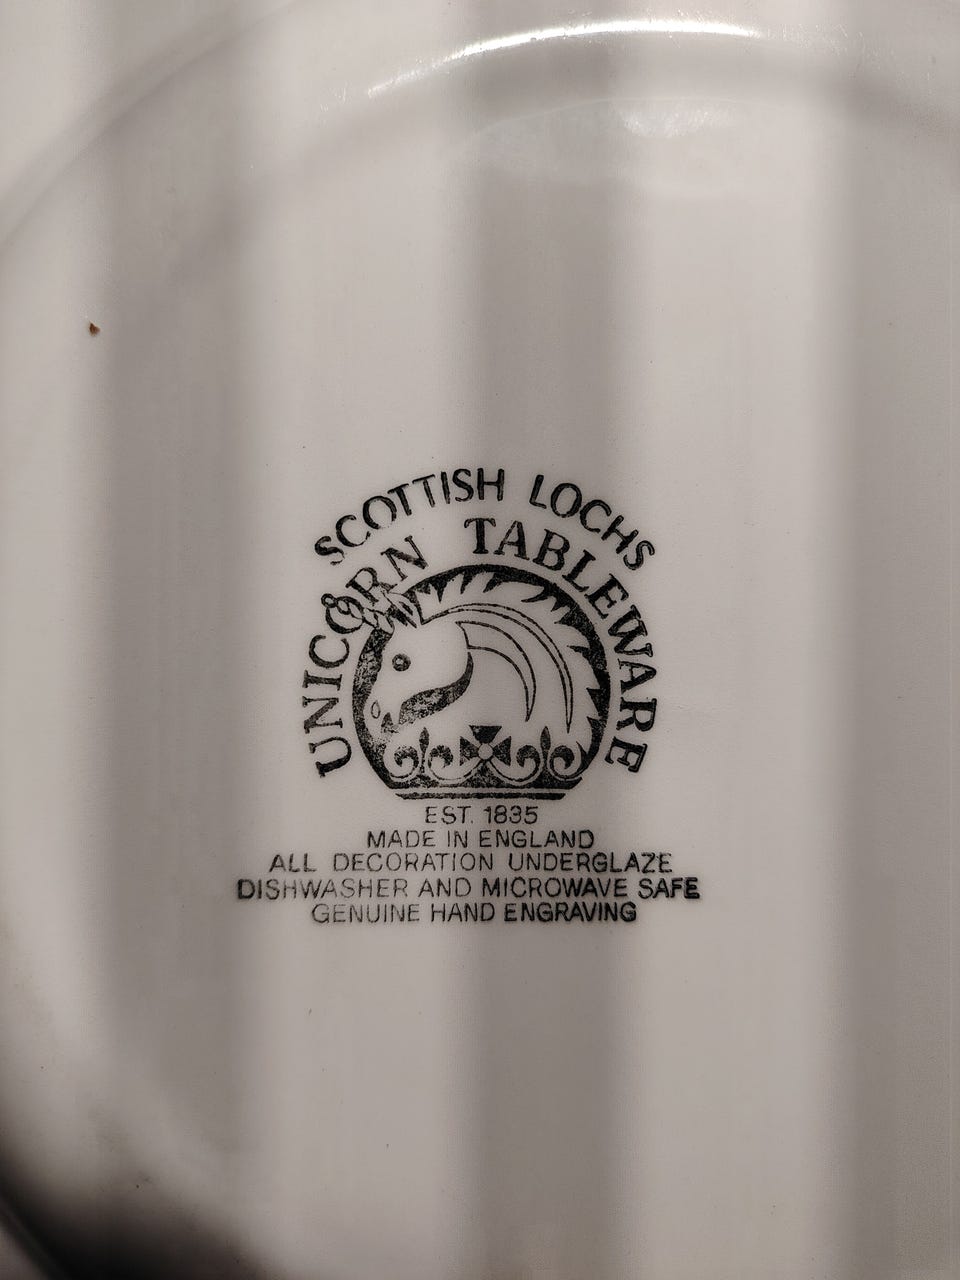 SCOTTISH LOCHS
UNICORN TABLEWARE
EST. 1835
MADE IN ENGLAND
ALL DECORATION UNDERGLAZE
DISHWASHER AND MICROWAVE SAFE
GENUINE HAND ENGRAVING